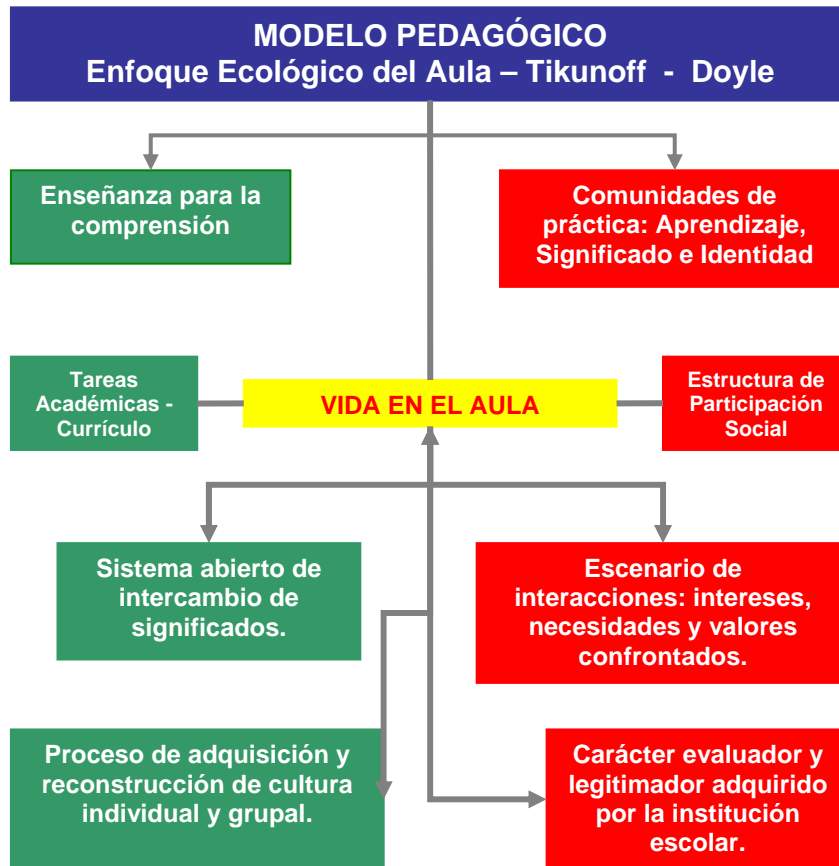 MODELO PEDAGÓGICO
Enfoque Ecológico del Aula – Tikunoff - Doyle
Enseñanza para la
comprensión
Comunidades de
práctica: Aprendizaje,
Significado e Identidad
Tareas
Académicas -
Currículo
VIDA EN EL AULA
Estructura de
Participación
Social
Sistema abierto de
intercambio de
significados.
Escenario de
interacciones: intereses,
necesidades y valores
confrontados.
Proceso de adquisición y
reconstrucción de cultura
individual y grupal.
Carácter evaluador y
legitimador adquirido
por la institución
escolar.